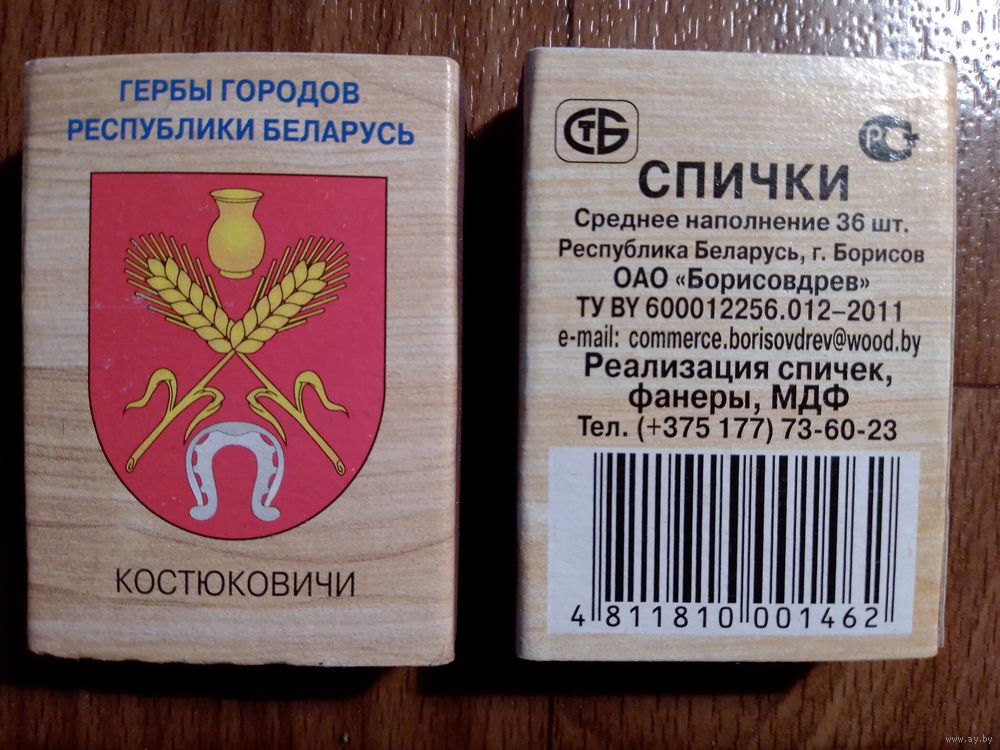 ГЕРБЫ ГОРОДОВ
РЕСПУБЛИКИ БЕЛАРУСЬ
КОСТЮКОВИЧИ
СТБ
РС
СПИЧКИ
Среднее наполнение 36 шт.
Республика Беларусь, г. Борисов
ОАО «Борисовдрев»
ТУ BY 600012256.012–2011
e-mail: commerce.borisovdrev@wood.by
Реализация спичек,
фанеры, МДФ
Тел. (+375 177) 73-60-23
4 811810 001462
www.ay.by